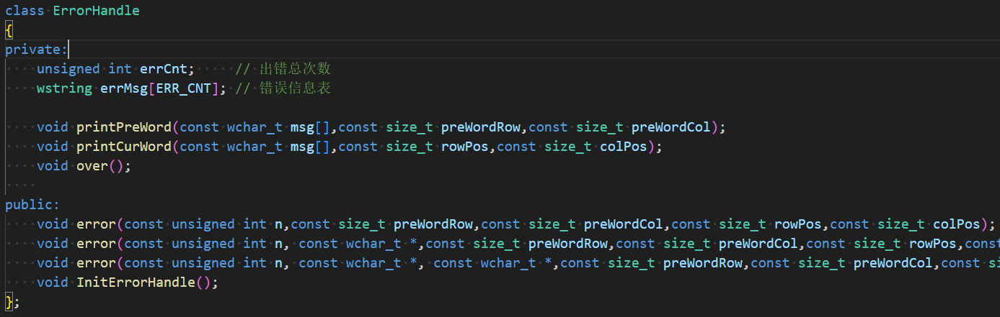 class ErrorHandle
{
private:
    unsigned int errCnt;     // 出错总次数
    wstring errMsg[ERR_CNT]; // 错误信息表
    void printPreWord(const wchar_t msg[],const size_t preWordRow,const size_t preWordCol);
    void printCurWord(const wchar_t msg[],const size_t rowPos,const size_t colPos);
    void over();
public:
    void error(const unsigned int n,const size_t preWordRow,const size_t preWordCol,const size_t rowPos,const size_t colPos);
    void error(const unsigned int n, const wchar_t *,const size_t preWordRow,const size_t preWordCol,const size_t rowPos,
    void error(const unsigned int n, const wchar_t *, const wchar_t *,const size_t preWordRow,const size_t preWordCol,const
    void InitErrorHandle();
};